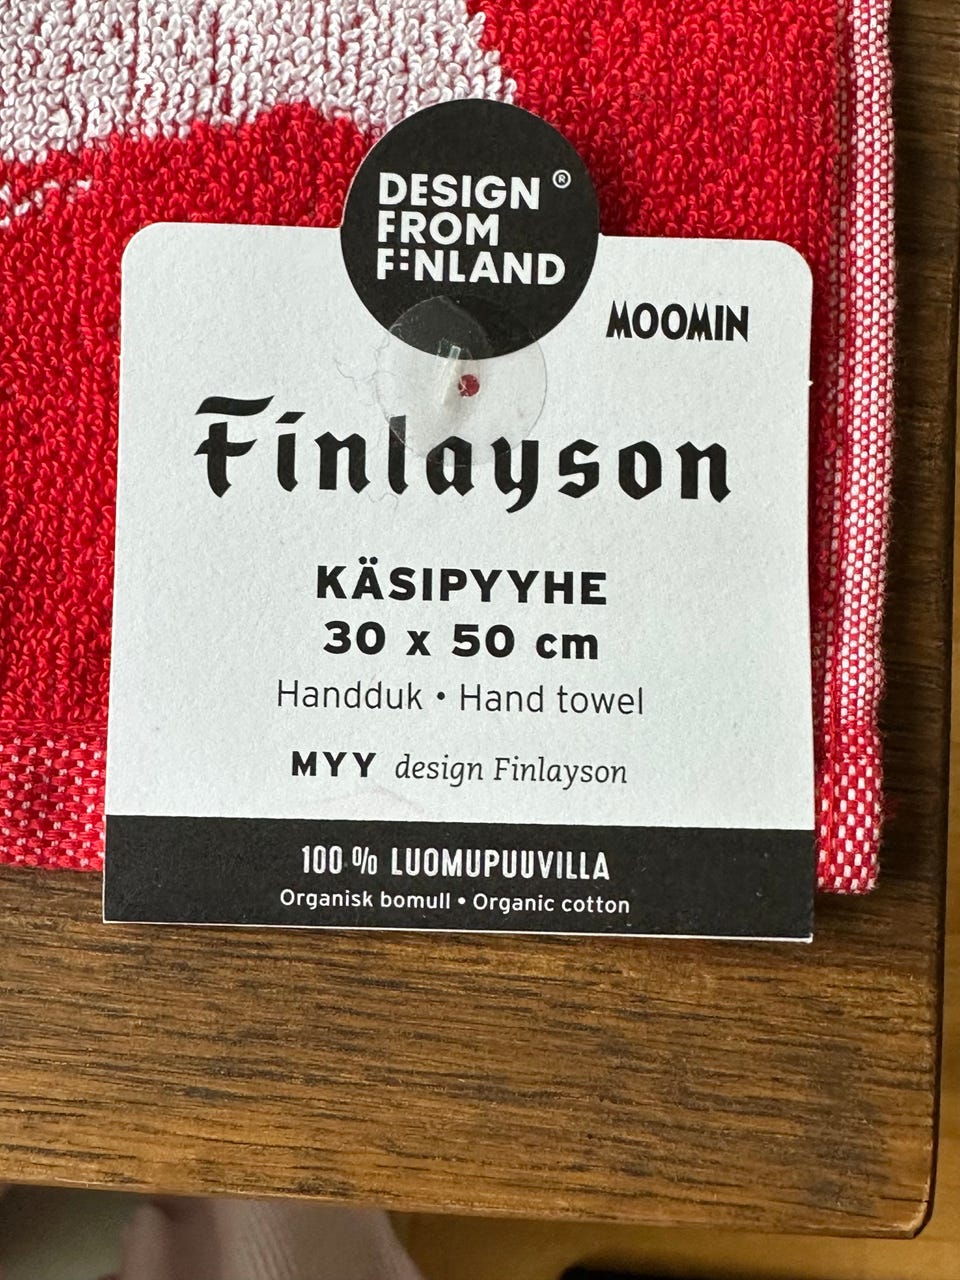 DESIGN ®
FROM
FINLAND
MOOMIN
Finlayson
KÄSIPYYHE
30 x 50 cm
Handduk • Hand towel
MYY design Finlayson
100 % LUOMUPUUVILLA
Organisk bomull • Organic cotton